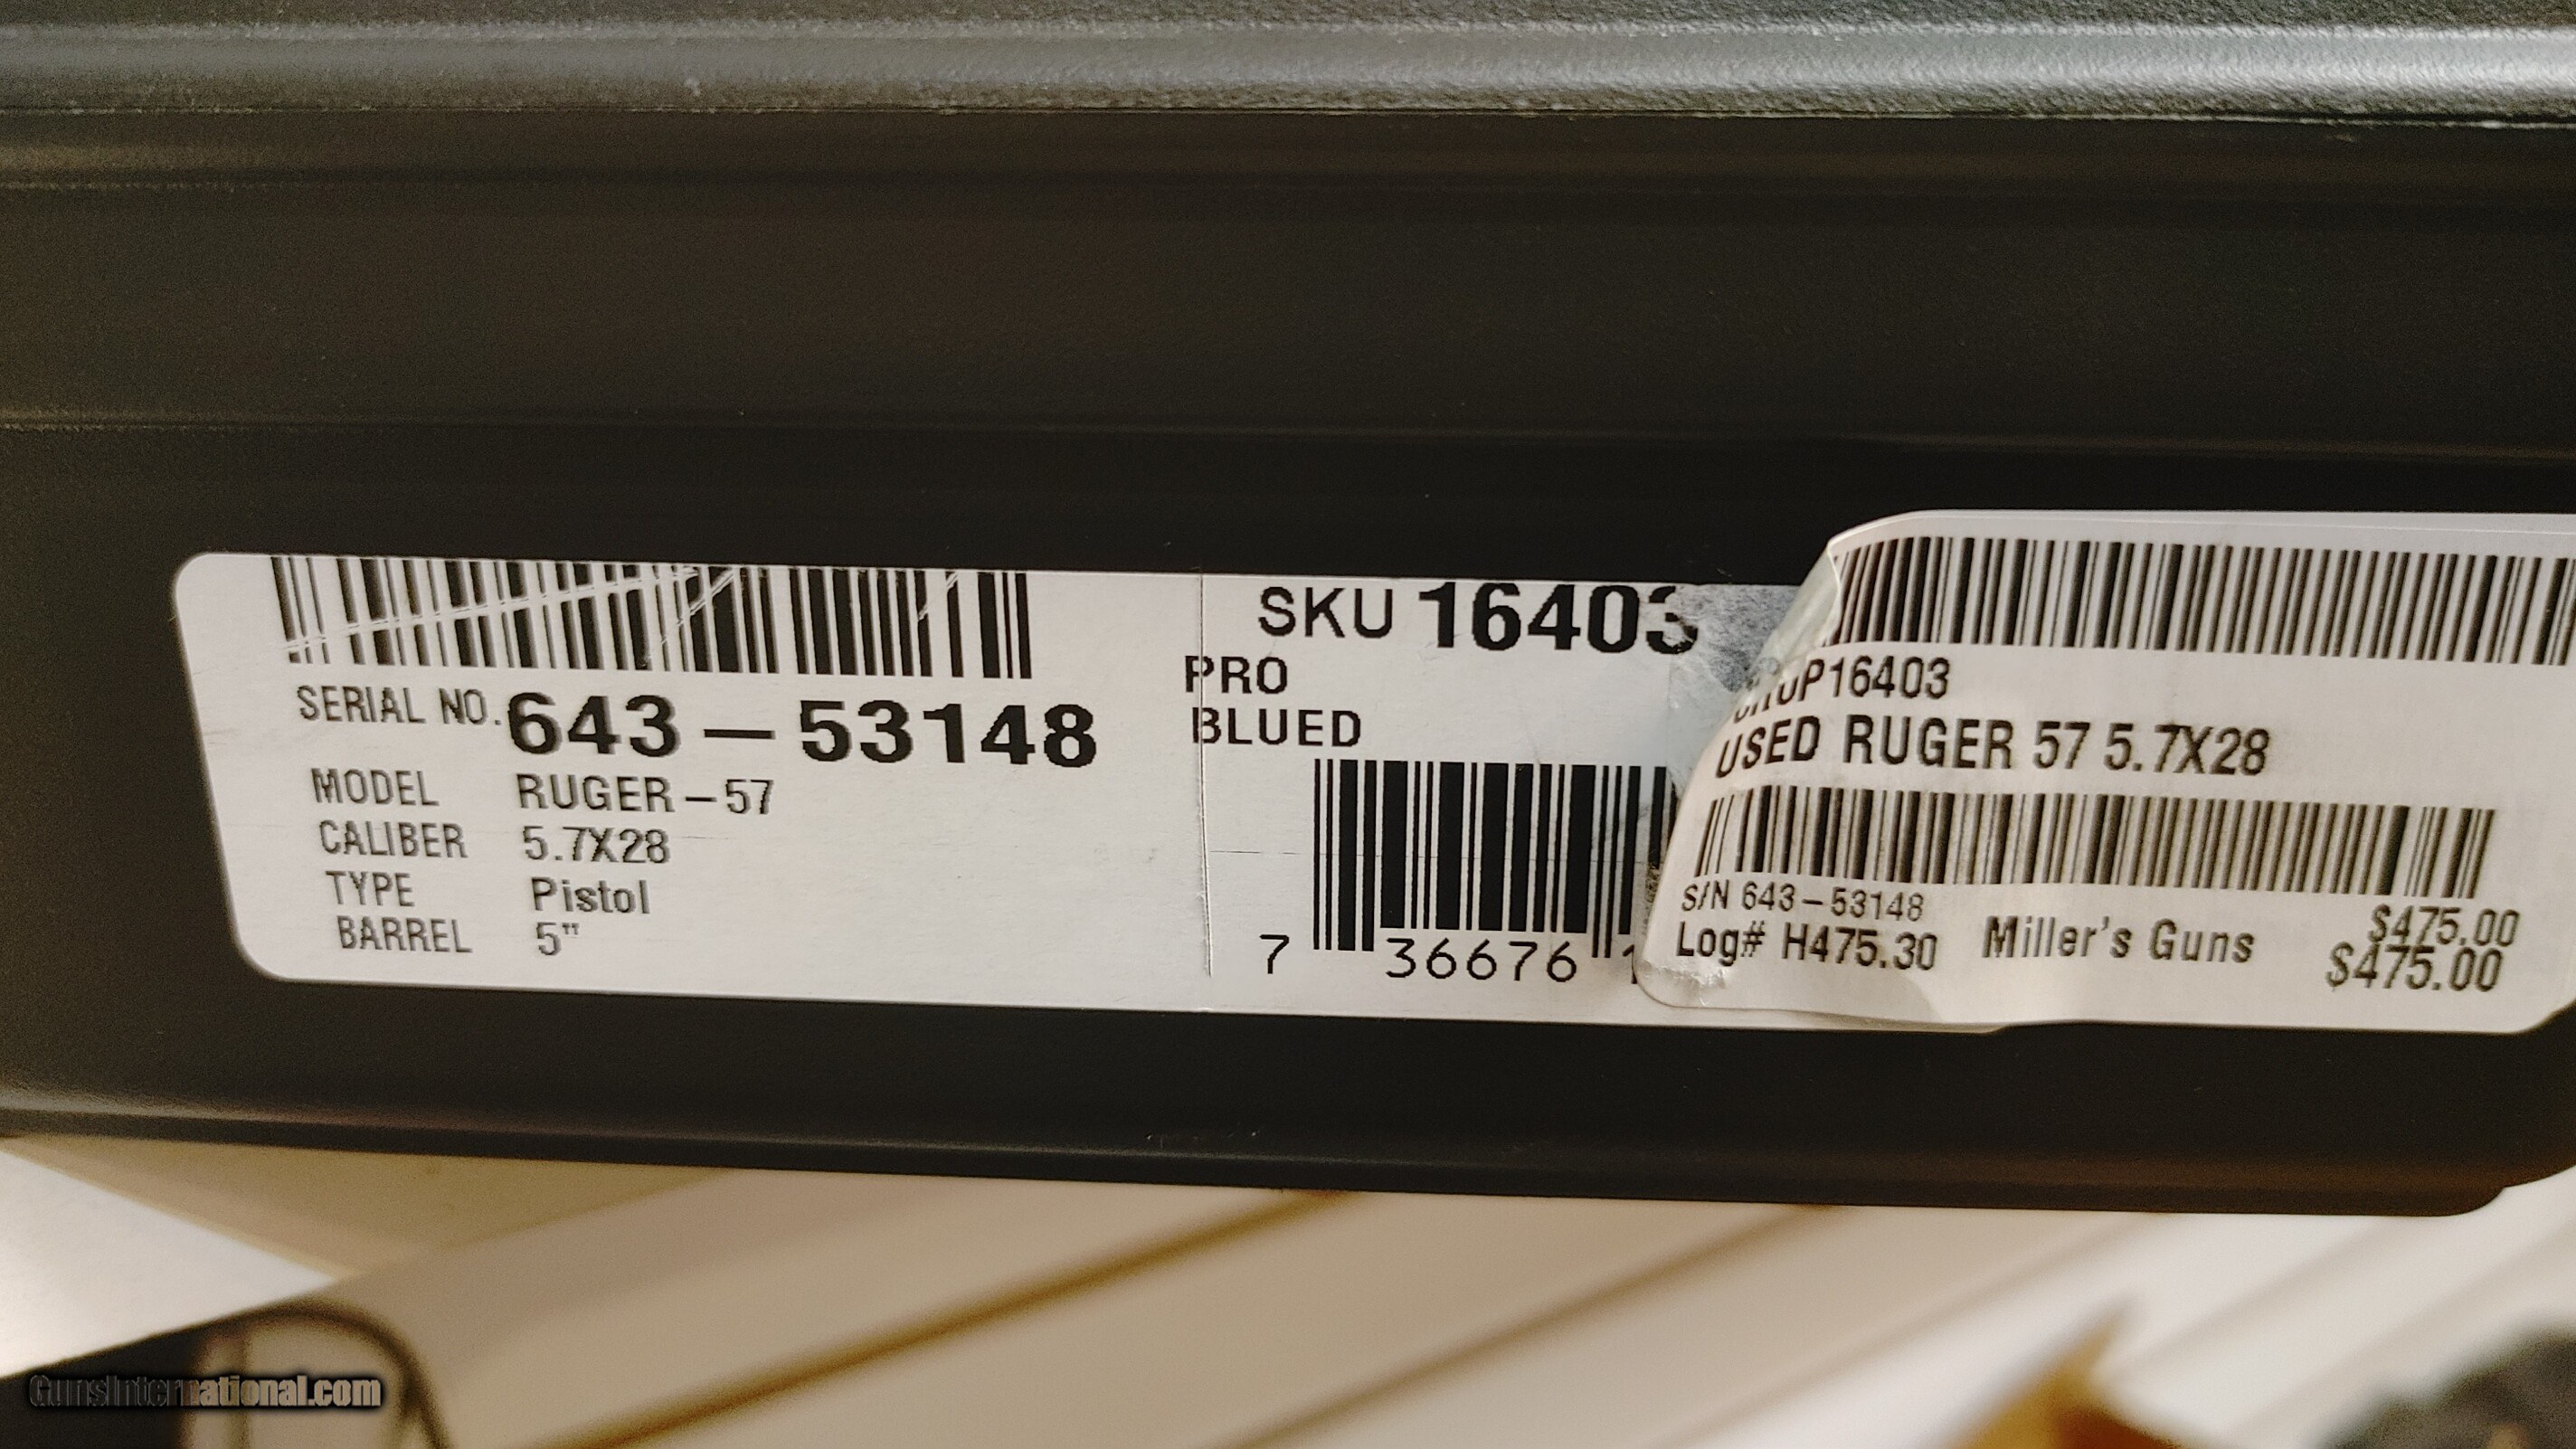 SERIAL NO. 643-53148
MODEL RUGER-57
CALIBER 5.7X28
TYPE Pistol
BARREL 5"
SKU 16403
PRO
BLUED
7 36676 1
RUP16403
USED RUGER 57 5.7X28
S/N 643-53148
$475.00
Log# H475.30 Miller's Guns $475.00
GunsInternational.com